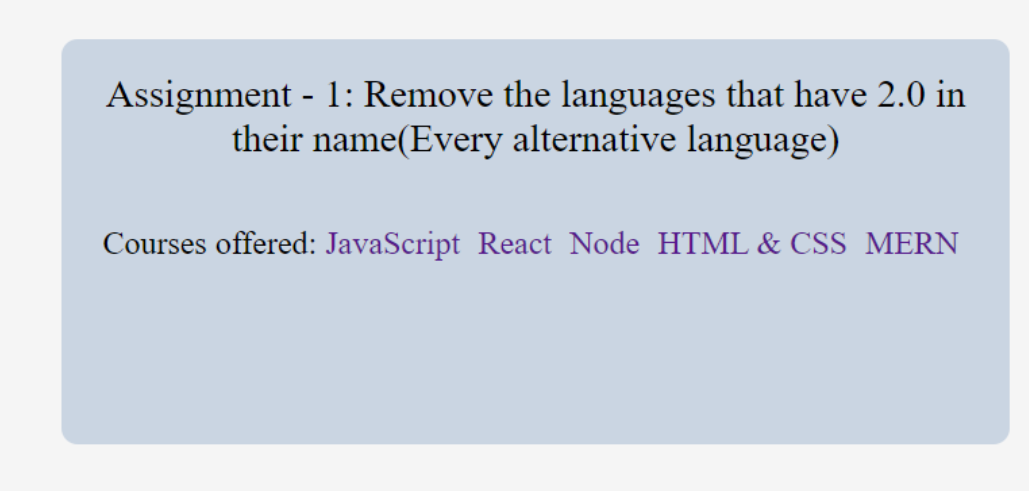 Assignment - 1: Remove the languages that have 2.0 in
their name(Every alternative language)
Courses offered: JavaScript React Node HTML & CSS MERN